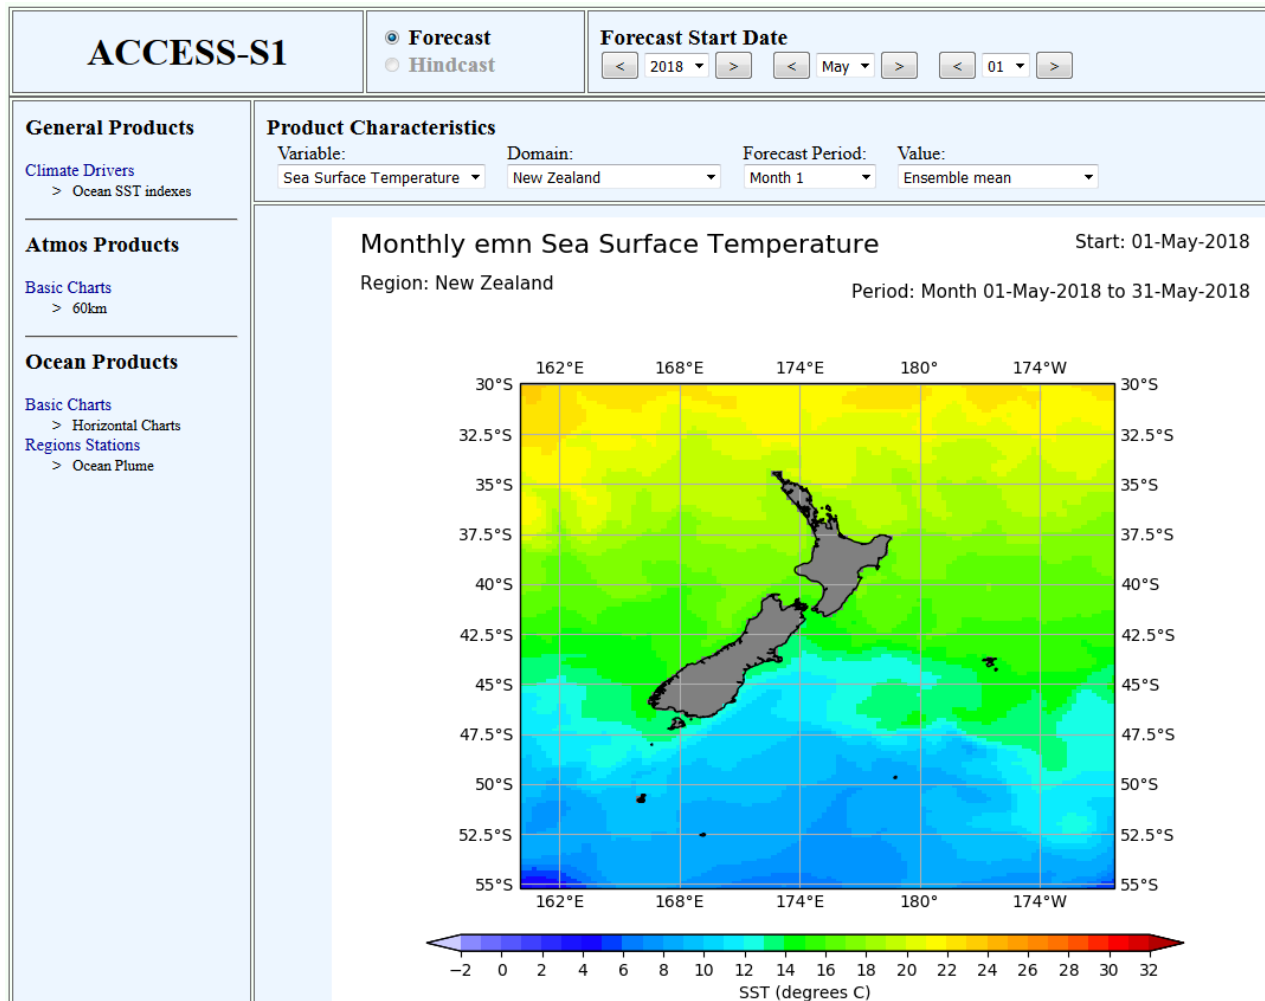 ACCESS-S1
Forecast
Hindcast
Forecast Start Date
< 2018 > < May > < 01 >
General Products
Climate Drivers
> Ocean SST indexes
Atmos Products
Basic Charts
> 60km
Ocean Products
Basic Charts
> Horizontal Charts
Regions Stations
> Ocean Plume
Product Characteristics
Variable: Domain: Forecast Period: Value:
Sea Surface Temperature New Zealand Month 1 Ensemble mean
Monthly emn Sea Surface Temperature Start: 01-May-2018
Region: New Zealand
Period: Month 01-May-2018 to 31-May-2018
162°E 168°E 174°E 180° 174°W
30°S 30°S
32.5°S 32.5°S
35°S 35°S
37.5°S 37.5°S
40°S 40°S
42.5°S 42.5°S
45°S 45°S
47.5°S 47.5°S
50°S 50°S
52.5°S 52.5°S
55°S 55°S
162°E 168°E 174°E 180° 174°W
−2 0 2 4 6 8 10 12 14 16 18 20 22 24 26 28 30 32
SST (degrees C)